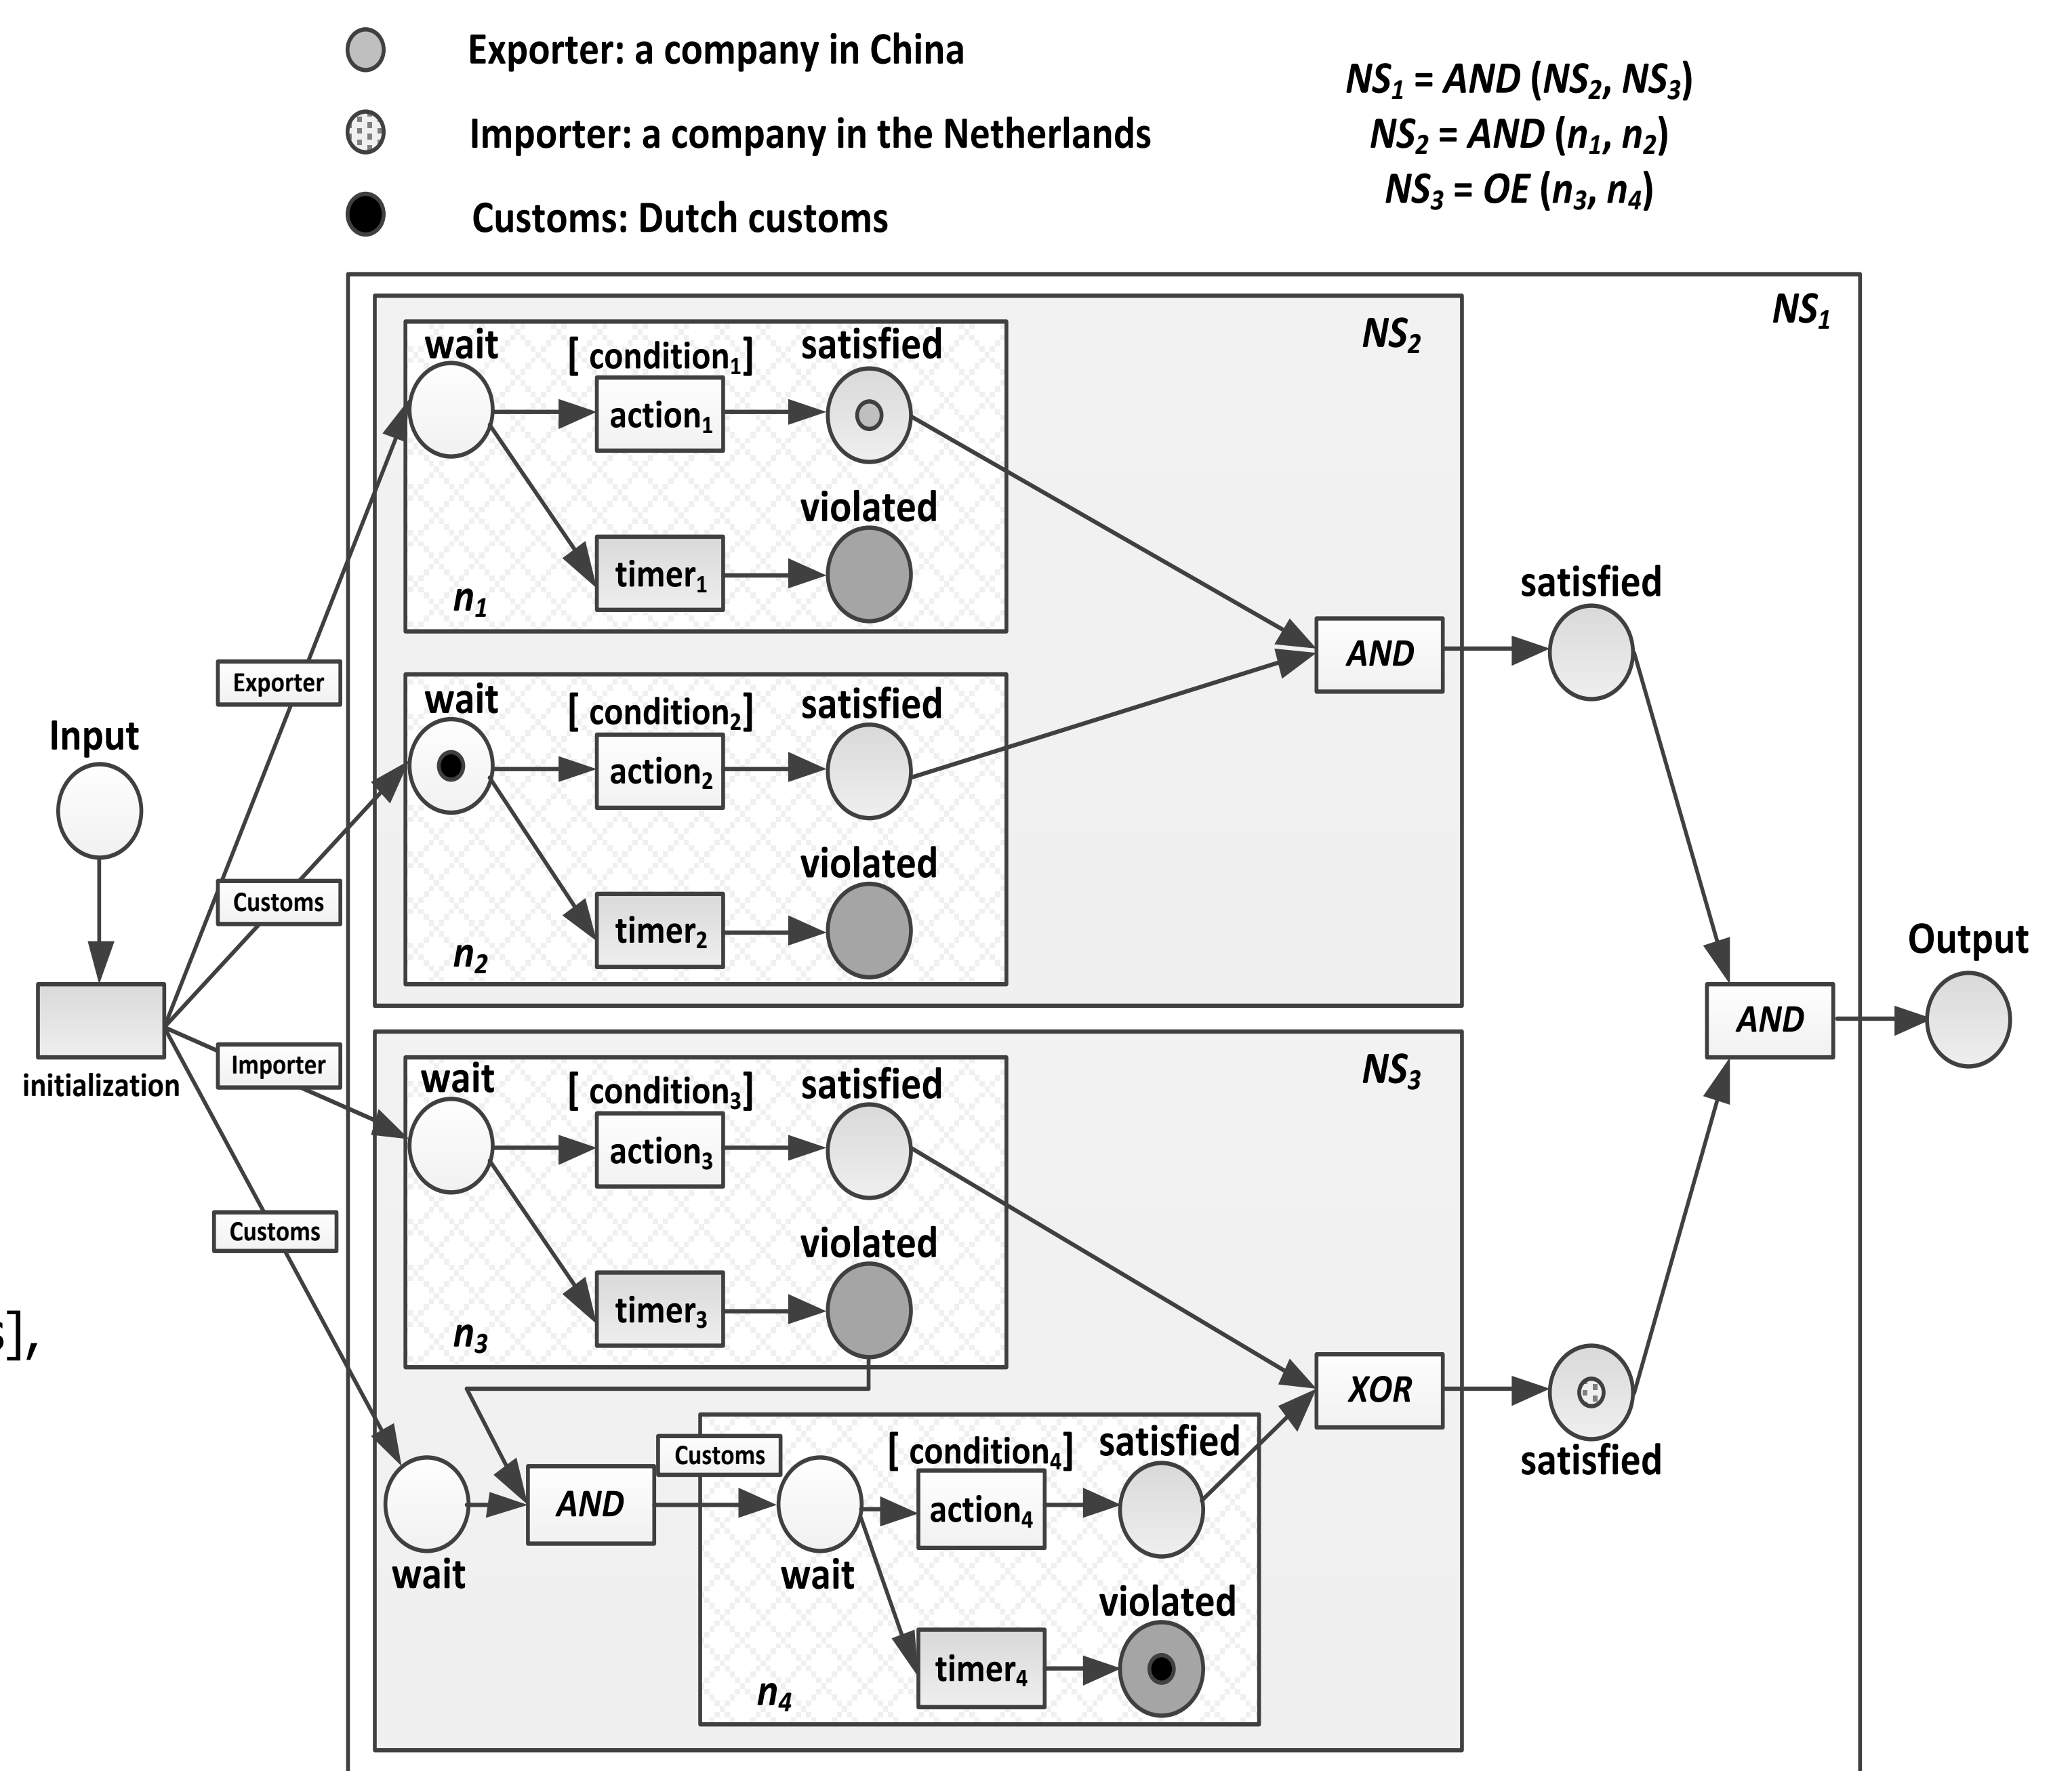 Exporter: a company in China
Importer: a company in the Netherlands
Customs: Dutch customs
NS1 = AND (NS2, NS3)
NS2 = AND (n1, n2)
NS3 = OE (n3, n4)
NS1
NS2
wait
[ condition1]
satisfied
action1
violated
timer1
n1
Exporter
satisfied
AND
wait
[ condition2]
satisfied
action2
Input
violated
Customs
timer2
n2
Output
initialization
AND
Importer
NS3
wait
[ condition3]
satisfied
action3
Customs
violated
timer3
n3
s],
XOR
satisfied
Customs
[ condition4]
satisfied
AND
action4
wait
wait
violated
timer4
n4